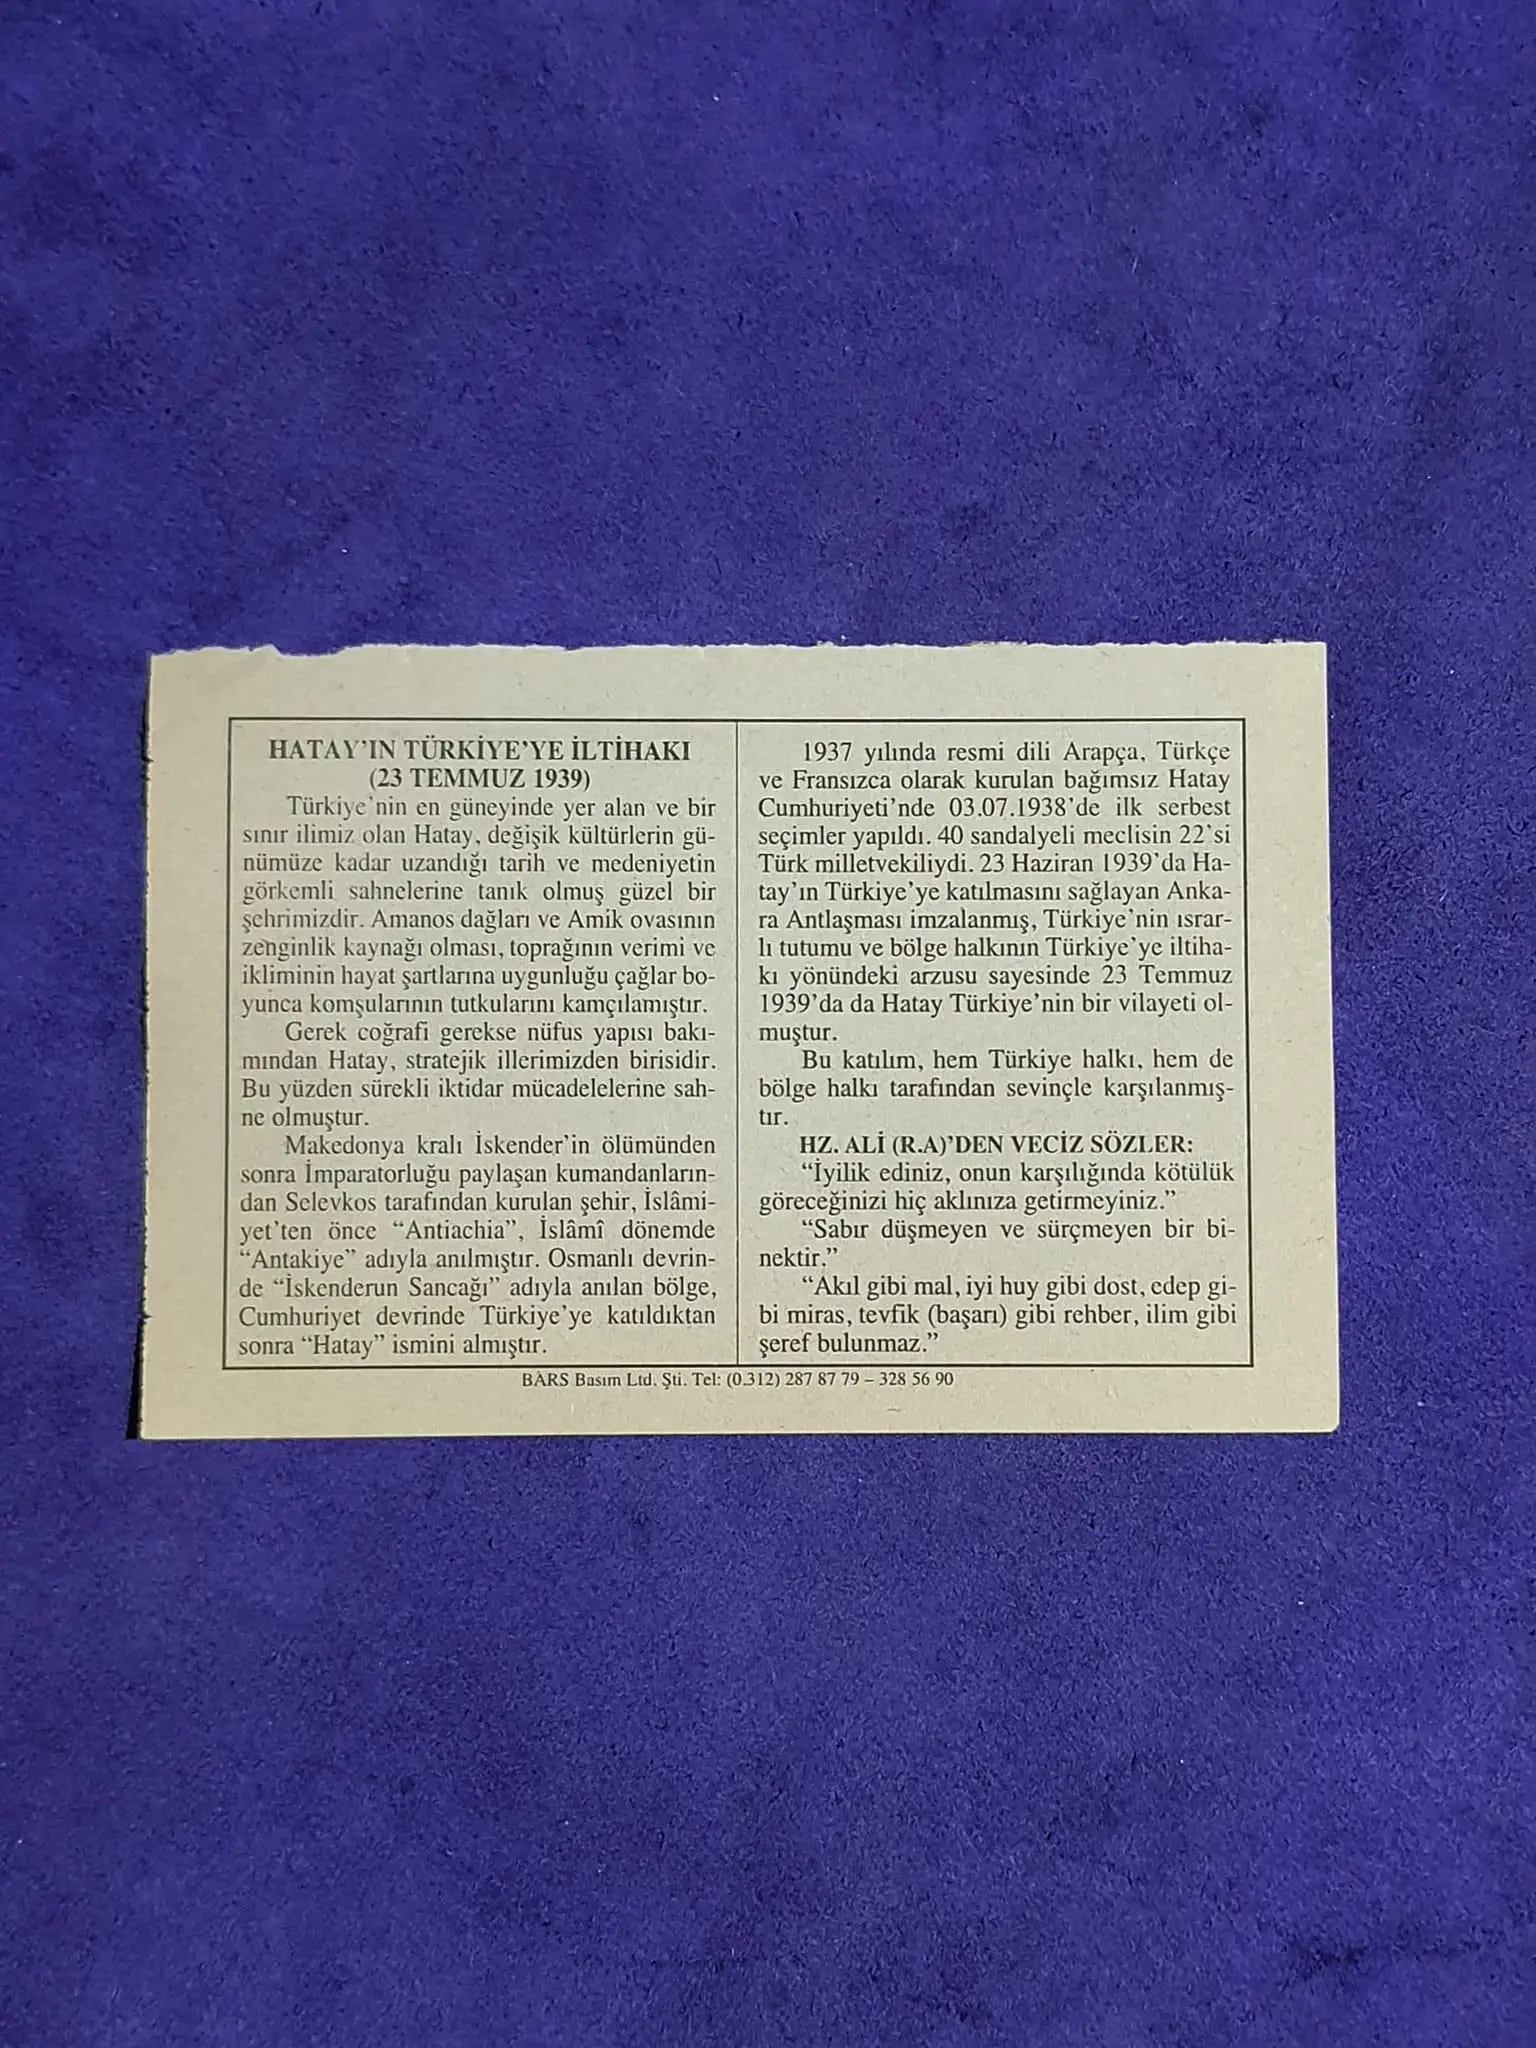 HATAY'IN TÜRKİYE'YE İLTİHAKI
(23 TEMMUZ 1939)
Türkiye'nin en güneyinde yer alan ve bir
sınır ilimiz olan Hatay, değişik kültürlerin gü-
nümüze kadar uzandığı tarih ve medeniyetin
görkemli sahnelerine tanık olmuş güzel bir
şehrimizdir. Amanos dağları ve Amik ovasının
zenginlik kaynağı olması, toprağının verimi ve
ikliminin hayat şartlarına uygunluğu çağlar bo-
yunca komşularının tutkularını kamçılamıştır.
Gerek coğrafi gerekse nüfus yapısı bakı-
mından Hatay, stratejik illerimizden birisidir.
Bu yüzden sürekli iktidar mücadelelerine sah-
ne olmuştur.
Makedonya kralı İskender'in ölümünden
sonra İmparatorluğu paylaşan kumandanların-
dan Selevkos tarafından kurulan şehir, İslâmi-
yet'ten önce “Antiachia”, İslâmî dönemde
“Antakiye” adıyla anılmıştır. Osmanlı devrin-
de “İskenderun Sancağı” adıyla anılan bölge,
Cumhuriyet devrinde Türkiye'ye katıldıktan
sonra “Hatay” ismini almıştır.
1937 yılında resmi dili Arapça, Türkçe
ve Fransızca olarak kurulan bağımsız Hatay
Cumhuriyeti'nde 03.07.1938'de ilk serbest
seçimler yapıldı. 40 sandalyeli meclisin 22'si
Türk milletvekiliydi. 23 Haziran 1939'da Ha-
tay'ın Türkiye'ye katılmasını sağlayan Anka-
ra Antlaşması imzalanmış, Türkiye'nin ısrar-
lı tutumu ve bölge halkının Türkiye'ye iltiha-
kı yönündeki arzusu sayesinde 23 Temmuz
1939'da da Hatay Türkiye'nin bir vilayeti ol-
muştur.
Bu katılım, hem Türkiye halkı, hem de
bölge halkı tarafından sevinçle karşılanmış-
tır.
HZ. ALİ (R.A)'DEN VECİZ SÖZLER:
“İyilik ediniz, onun karşılığında kötülük
göreceğinizi hiç aklınıza getirmeyiniz.”
“Sabır düşmeyen ve sürçmeyen bir bi-
nektir.”
“Akıl gibi mal, iyi huy gibi dost, edep gi-
bi miras, tevfik (başarı) gibi rehber, ilim gibi
şeref bulunmaz.”
BARS Basım Ltd. Şti. Tel: (0.312) 287 87 79 – 328 56 90